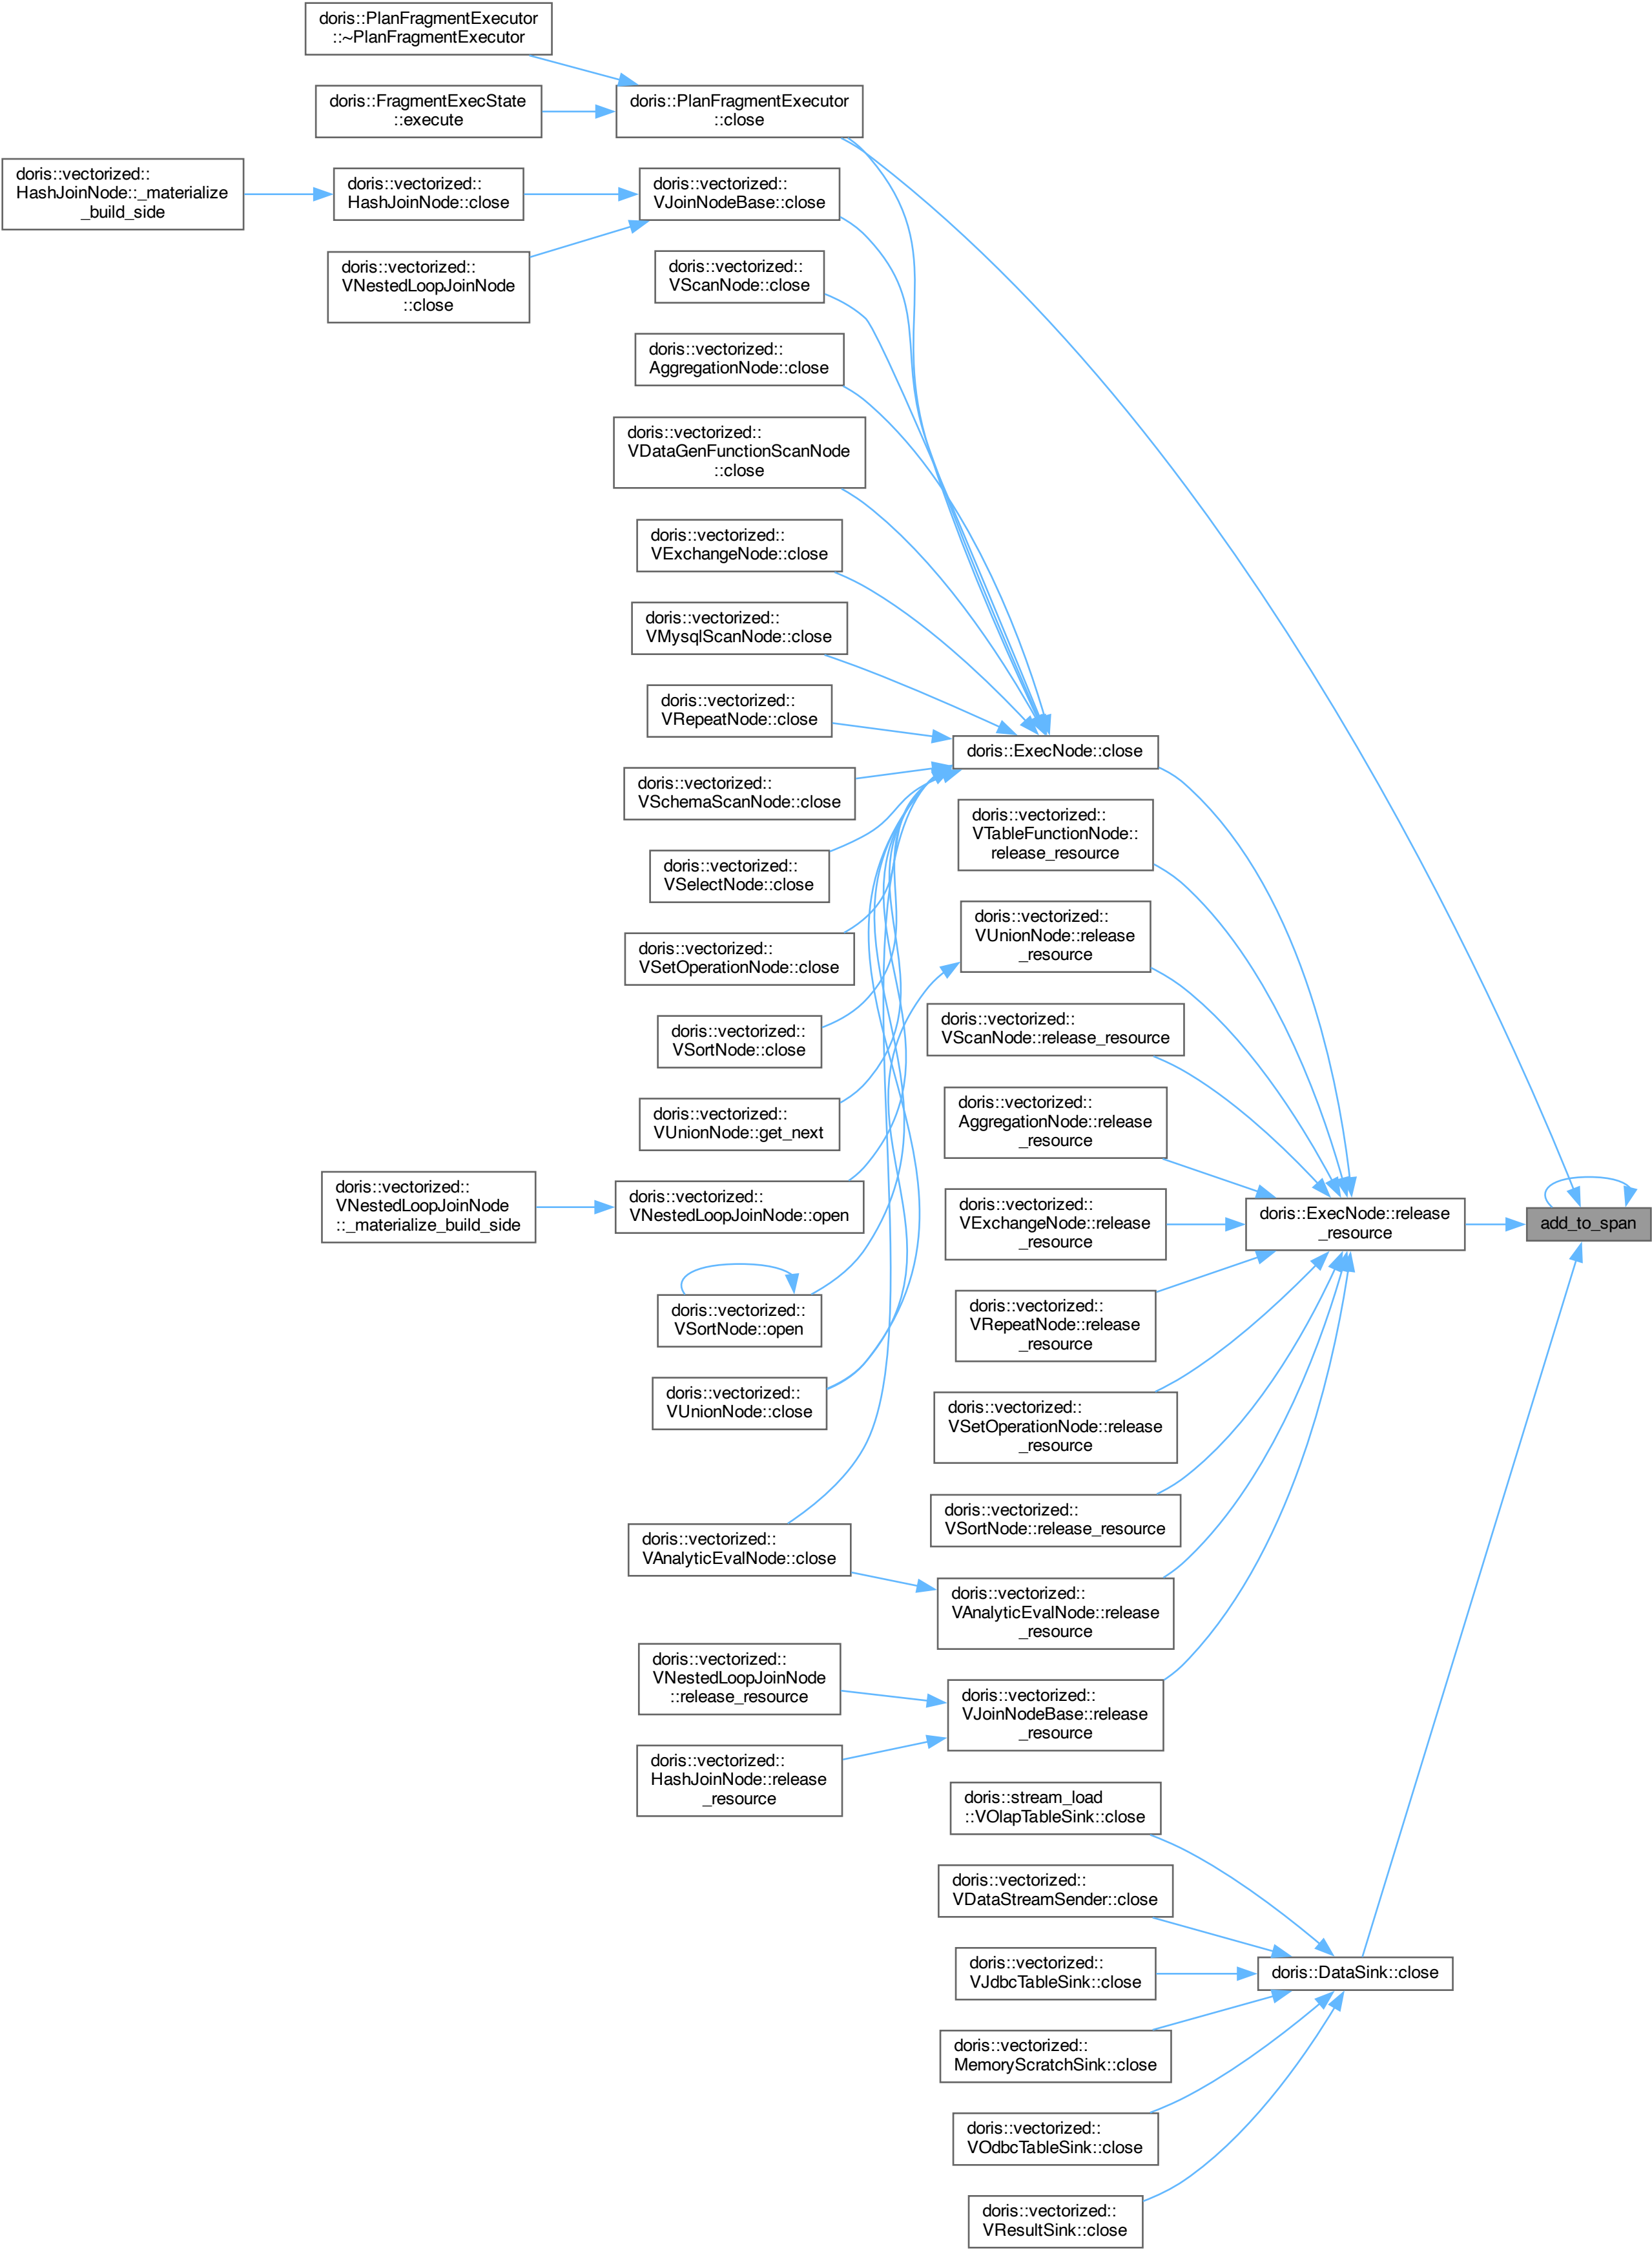 doris::PlanFragmentExecutor
::~PlanFragmentExecutor
doris::FragmentExecState
::execute
doris::PlanFragmentExecutor
::close
doris::vectorized::
HashJoinNode::_materialize
_build_side
doris::vectorized::
HashJoinNode::close
doris::vectorized::
VJoinNodeBase::close
doris::vectorized::
VNestedLoopJoinNode
::close
doris::vectorized::
VScanNode::close
doris::vectorized::
AggregationNode::close
doris::vectorized::
VDataGenFunctionScanNode
::close
doris::vectorized::
VExchangeNode::close
doris::vectorized::
VMysqlScanNode::close
doris::vectorized::
VRepeatNode::close
doris::ExecNode::close
doris::vectorized::
VSchemaScanNode::close
doris::vectorized::
VTableFunctionNode::
release_resource
doris::vectorized::
VSelectNode::close
doris::vectorized::
VUnionNode::release
_resource
doris::vectorized::
VSetOperationNode::close
doris::vectorized::
VScanNode::release_resource
doris::vectorized::
VSortNode::close
doris::vectorized::
AggregationNode::release
_resource
doris::vectorized::
VUnionNode::get_next
doris::vectorized::
VNestedLoopJoinNode
::_materialize_build_side
doris::vectorized::
VNestedLoopJoinNode::open
doris::vectorized::
VExchangeNode::release
_resource
doris::ExecNode::release
_resource
add_to_span
doris::vectorized::
VSortNode::open
doris::vectorized::
VRepeatNode::release
_resource
doris::vectorized::
VUnionNode::close
doris::vectorized::
VSetOperationNode::release
_resource
doris::vectorized::
VSortNode::release_resource
doris::vectorized::
VAnalyticEvalNode::close
doris::vectorized::
VAnalyticEvalNode::release
_resource
doris::vectorized::
VNestedLoopJoinNode
::release_resource
doris::vectorized::
VJoinNodeBase::release
_resource
doris::vectorized::
HashJoinNode::release
_resource
doris::stream_load
::VOlapTableSink::close
doris::vectorized::
VDataStreamSender::close
doris::vectorized::
VJdbcTableSink::close
doris::DataSink::close
doris::vectorized::
MemoryScratchSink::close
doris::vectorized::
VOdbcTableSink::close
doris::vectorized::
VResultSink::close